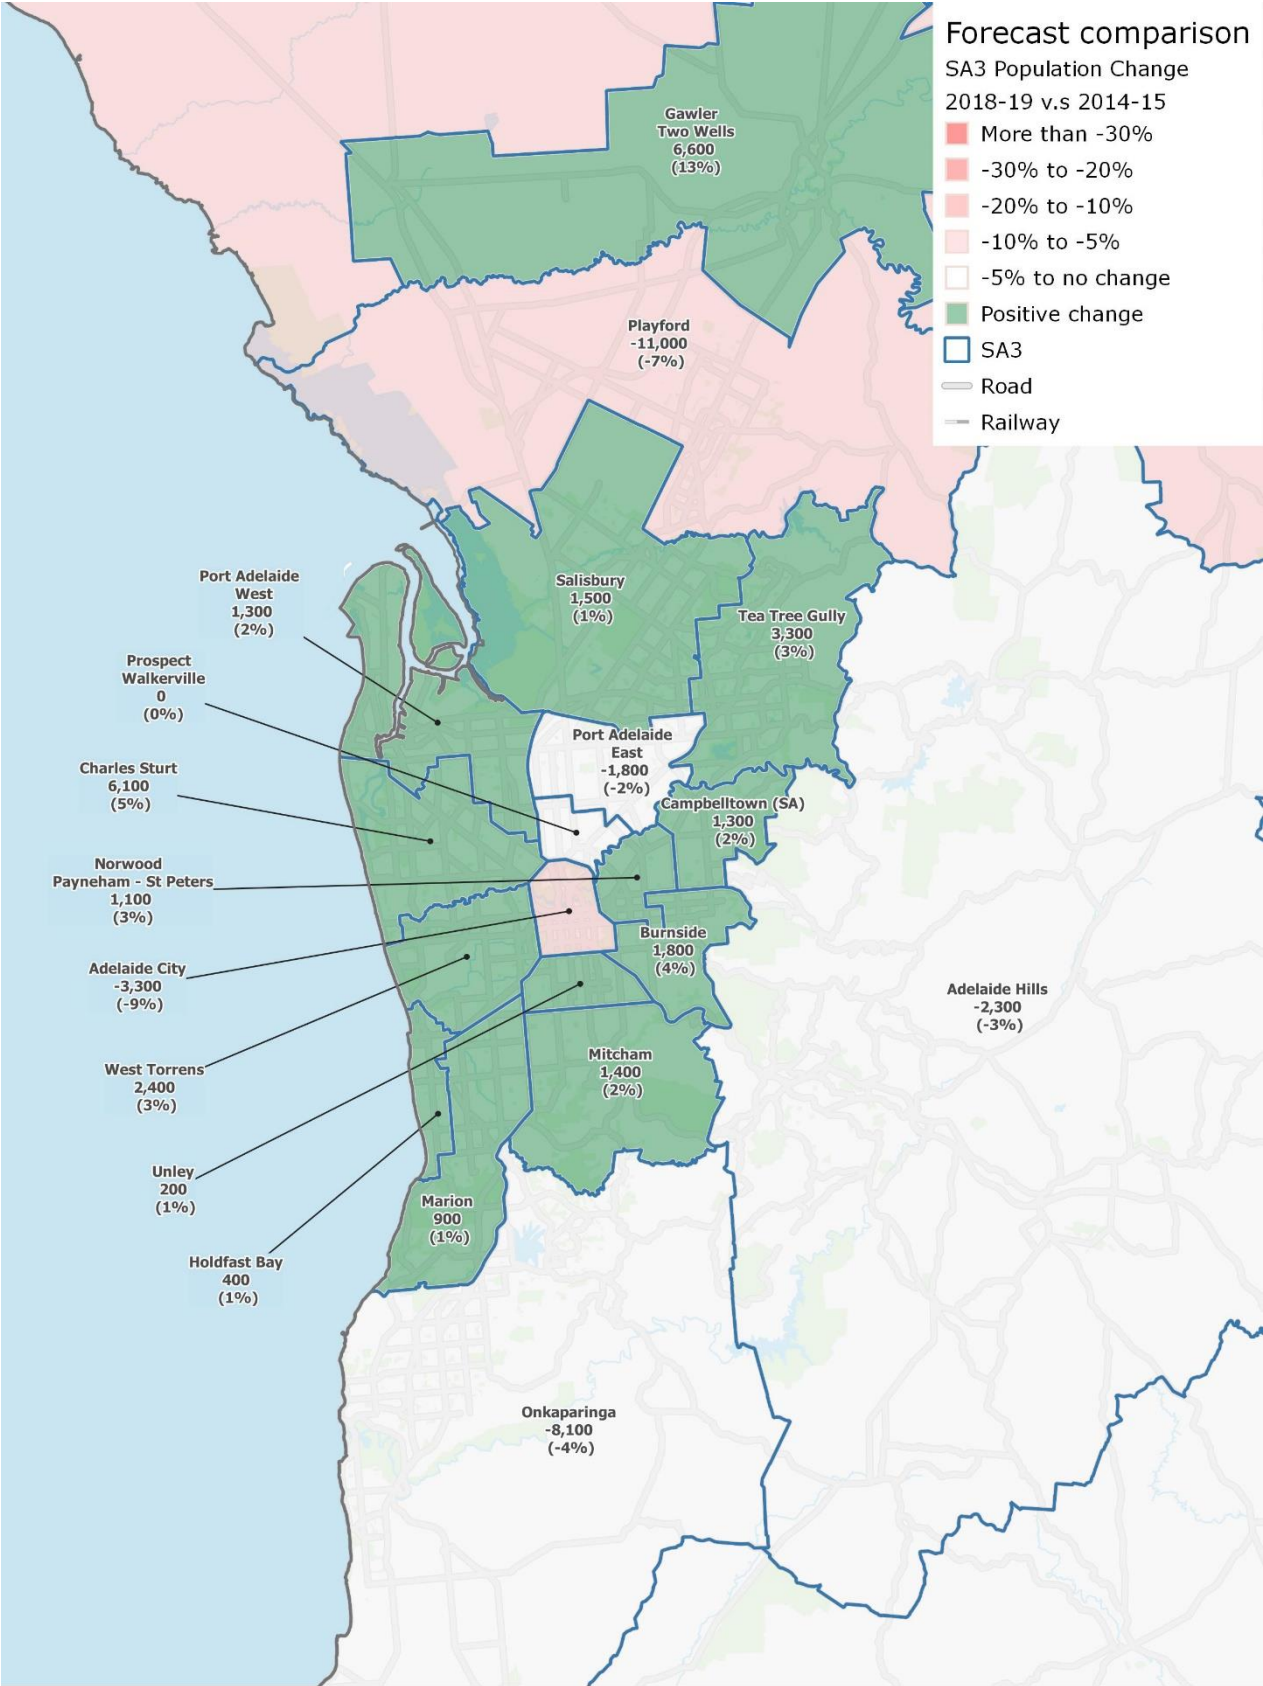 Forecast comparison
SA3 Population Change
2018-19 v.s 2014-15
More than -30%
-30% to -20%
-20% to -10%
-10% to -5%
-5% to no change
Positive change
SA3
Road
Railway
Gawler
Two Wells
6,600
(13%)
Playford
-11,000
(-7%)
Port Adelaide
West
1,300
(2%)
Salisbury
1,500
(1%)
Tea Tree Gully
3,300
(3%)
Prospect
Walkerville
0
(0%)
Port Adelaide
East
-1,800
(-2%)
Charles Sturt
6,100
(5%)
Campbelltown (SA)
1,300
(2%)
Norwood
Payneham - St Peters
1,100
(3%)
Burnside
1,800
(4%)
Adelaide City
-3,300
(-9%)
Adelaide Hills
-2,300
(-3%)
West Torrens
2,400
(3%)
Mitcham
1,400
(2%)
Unley
200
(1%)
Marion
900
(1%)
Holdfast Bay
400
(1%)
Onkaparinga
-8,100
(-4%)